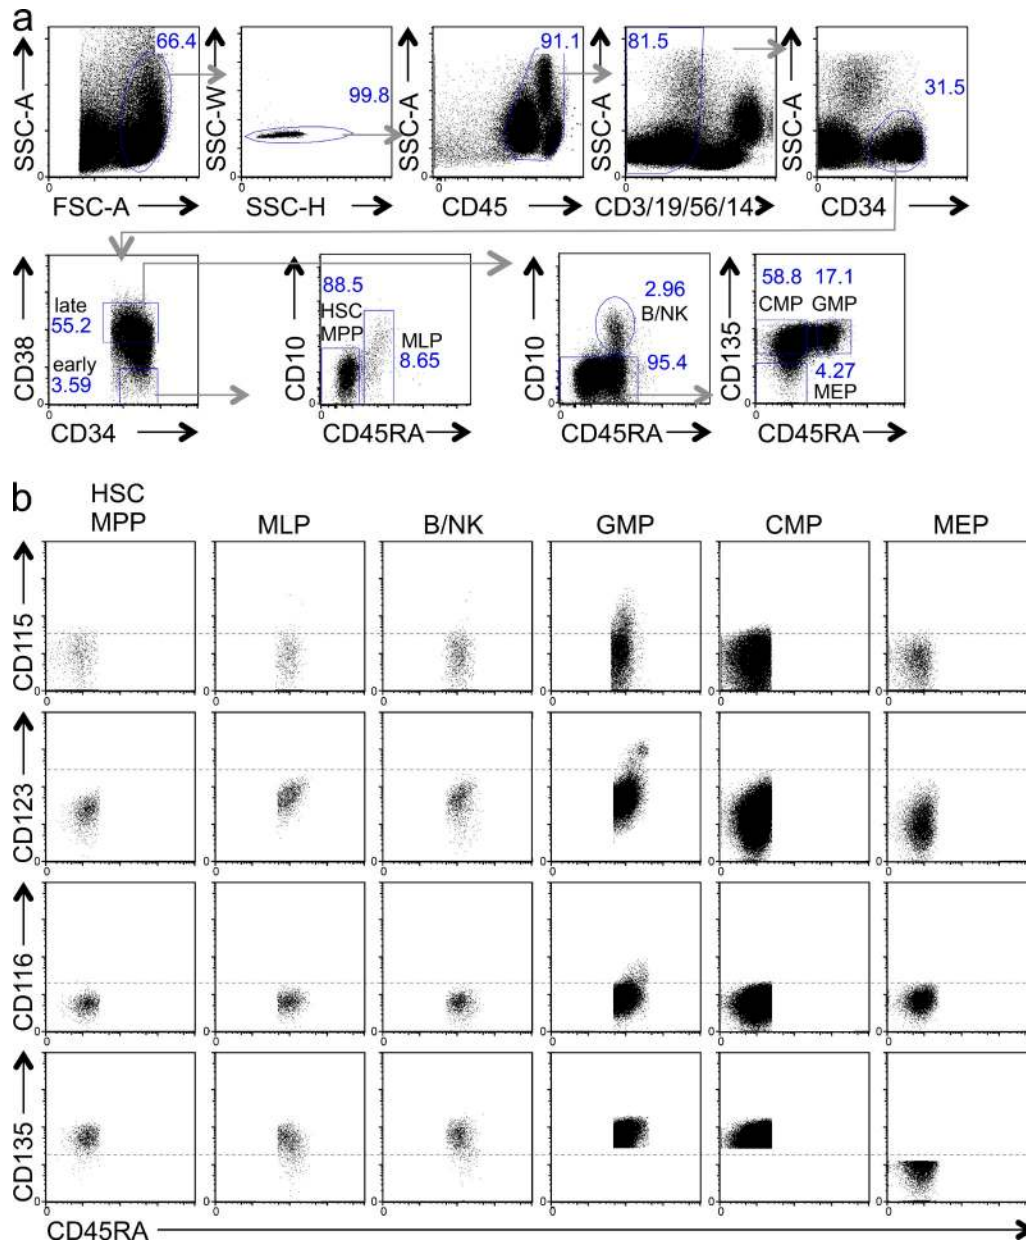 a
SSC-A
66.4
FSC-A
SSC-W
99.8
SSC-H
SSC-A
91.1
CD45
SSC-A
81.5
CD3/19/56/14
SSC-A
31.5
CD34
CD38
late
55.2
early
3.59
CD34
CD10
88.5
HSC
MPP
MLP
8.65
CD45RA
CD10
2.96
B/NK
95.4
CD45RA
CD135
58.8 17.1
CMP GMP
4.27
MEP
CD45RA
b
HSC
MPP
MLP
B/NK
GMP
CMP
MEP
CD115
CD123
CD116
CD135
CD45RA
0